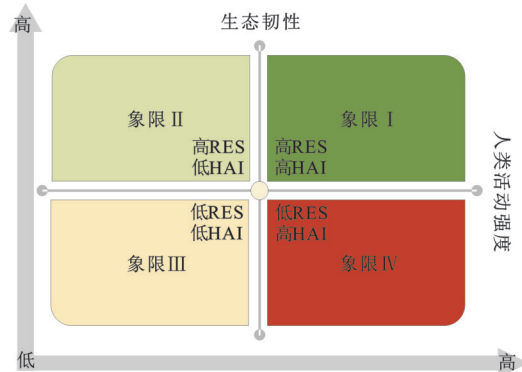 高
生态韧性
象限 II
高RES
低HAI
象限 I
高RES
高HAI
人类活动强度
低RES
低HAI
象限III
低RES
高HAI
象限IV
低
高